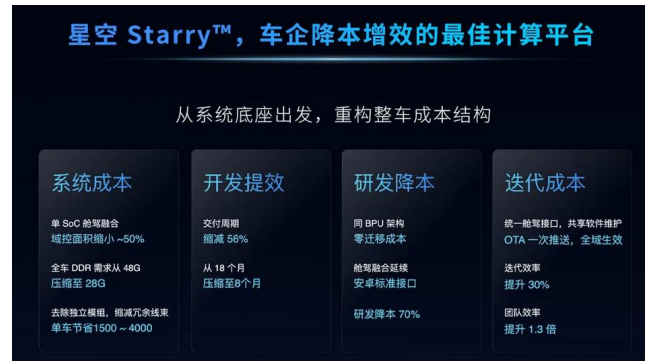 星空 Starry™，车企降本增效的最佳计算平台
从系统底座出发，重构整车成本结构
系统成本
单 SoC 舱驾融合
域控面积缩小 ~50%
全车 DDR 需求从 48G
压缩至 28G
去除独立模组，缩减冗余线束
单车节省1500 ~ 4000
开发提效
交付周期
缩减 56%
从 18 个月
压缩至8个月
研发降本
同 BPU 架构
零迁移成本
舱驾融合延续
安卓标准接口
研发降本 70%
迭代成本
统一舱驾接口，共享软件维护
OTA 一次推送，全域生效
迭代效率
提升 30%
团队效率
提升 1.3 倍